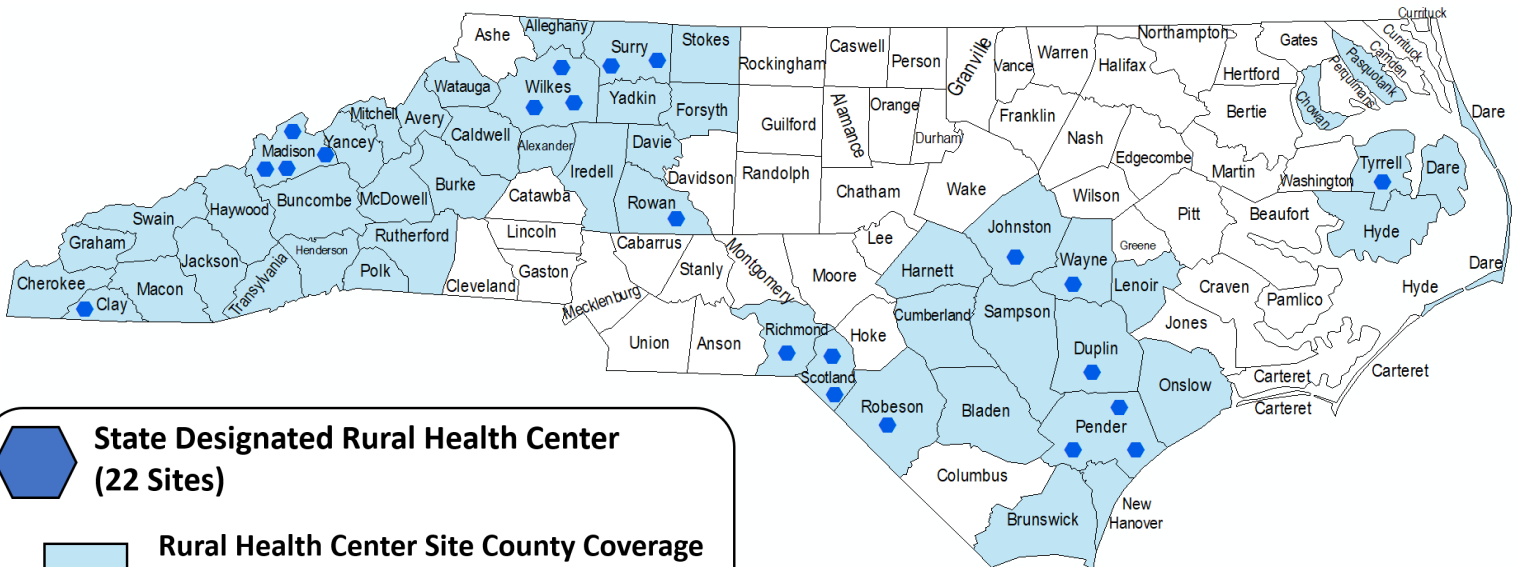 Currituck
Ashe
Alleghany
Surry
Stokes
Rockingham
Caswell
Person
Granville
Vance
Warren
Northampton
Halifax
Gates
Hertford
Currituck
Camden
Pasquotank
Perquimans
Chowan
Bertie
Dare
Watauga
Wilkes
Yadkin
Forsyth
Guilford
Alamance
Orange
Durham
Franklin
Nash
Edgecombe
Martin
Washington
Tyrrell
Dare
Mitchell
Avery
Caldwell
Alexander
Davie
Iredell
Madison
Yancey
Davidson
Randolph
Chatham
Wake
Wilson
Pitt
Beaufort
Hyde
Swain
Haywood
Buncombe
McDowell
Burke
Catawba
Rowan
Johnston
Graham
Jackson
Henderson
Rutherford
Lincoln
Cabarrus
Montgomery
Lee
Harnett
Wayne
Greene
Lenoir
Craven
Pamlico
Hyde
Dare
Cherokee
Clay
Macon
Transylvania
Polk
Cleveland
Gaston
Mecklenburg
Stanly
Moore
Union
Anson
Richmond
Hoke
Scotland
Cumberland
Sampson
Duplin
Jones
Onslow
Carteret
Carteret
Carteret
Robeson
Bladen
Pender
Columbus
Brunswick
New
Hanover
State Designated Rural Health Center
(22 Sites)
Rural Health Center Site County Coverage